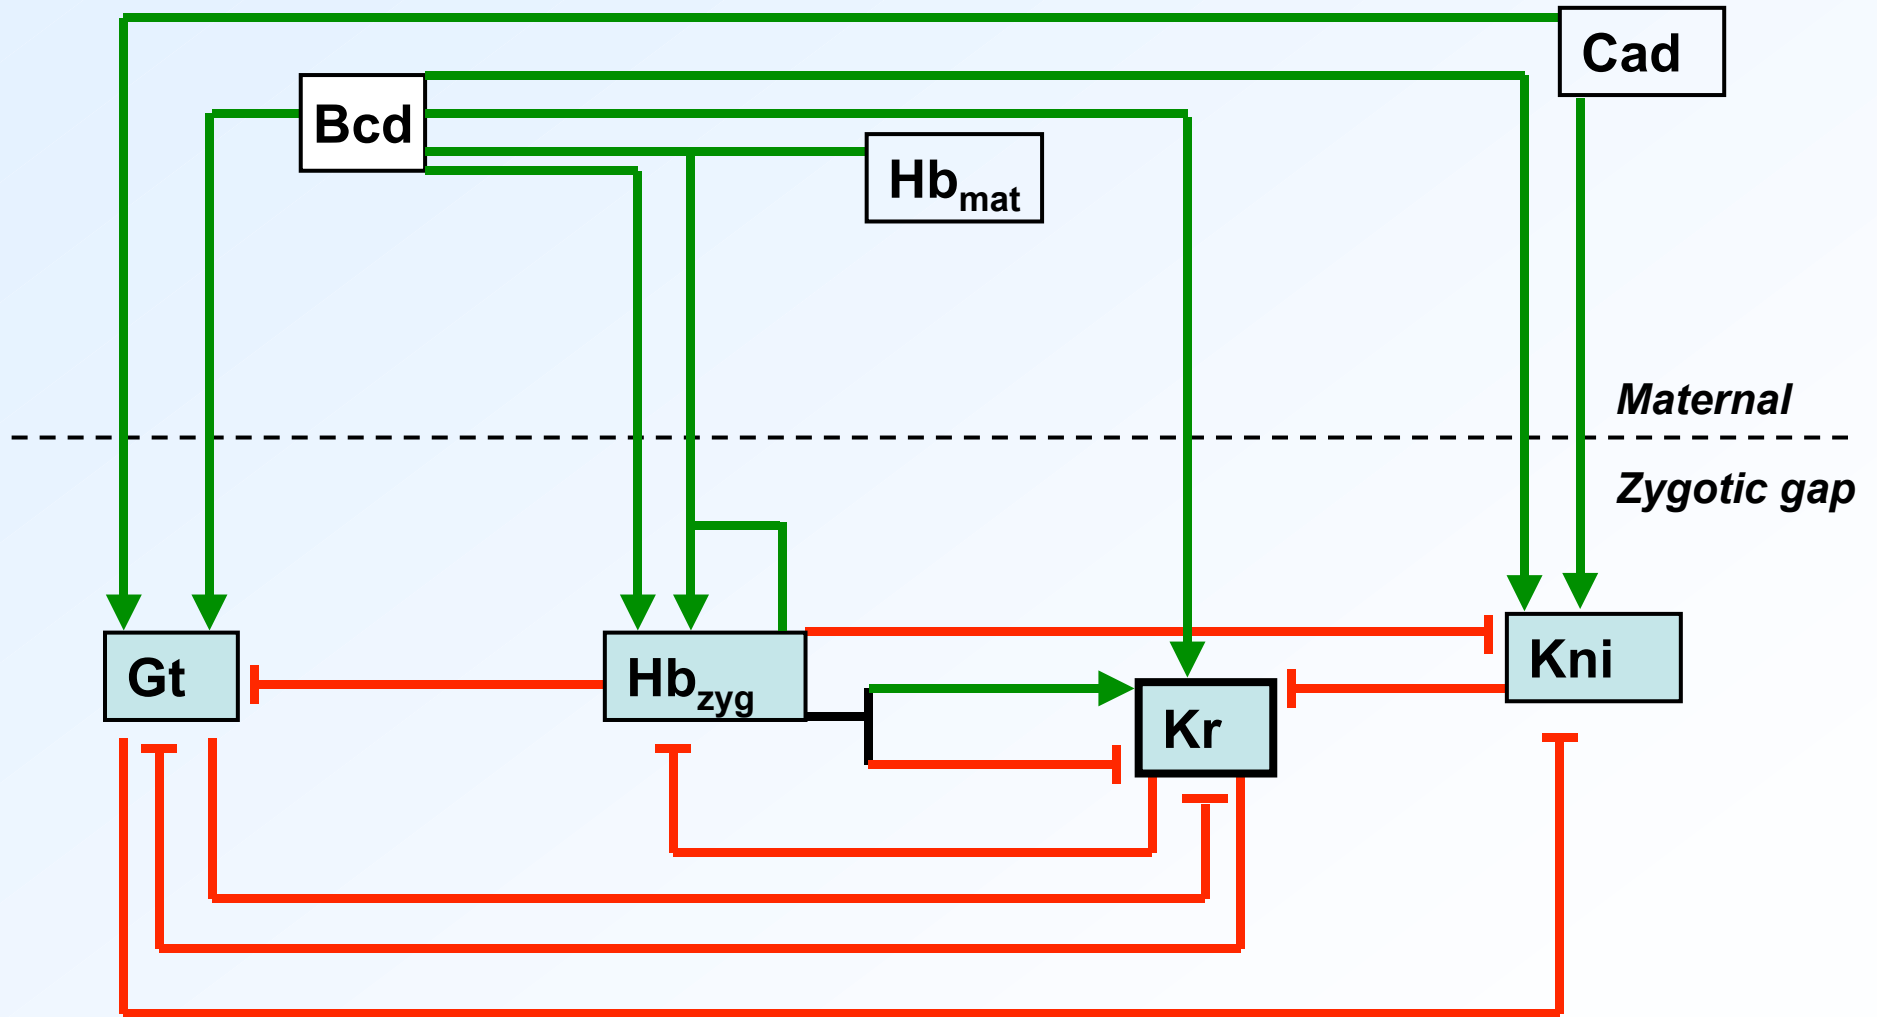 Cad
Bcd
Hbmat
Maternal
Zygotic gap
Gt
Hbzyg
Kni
Kr